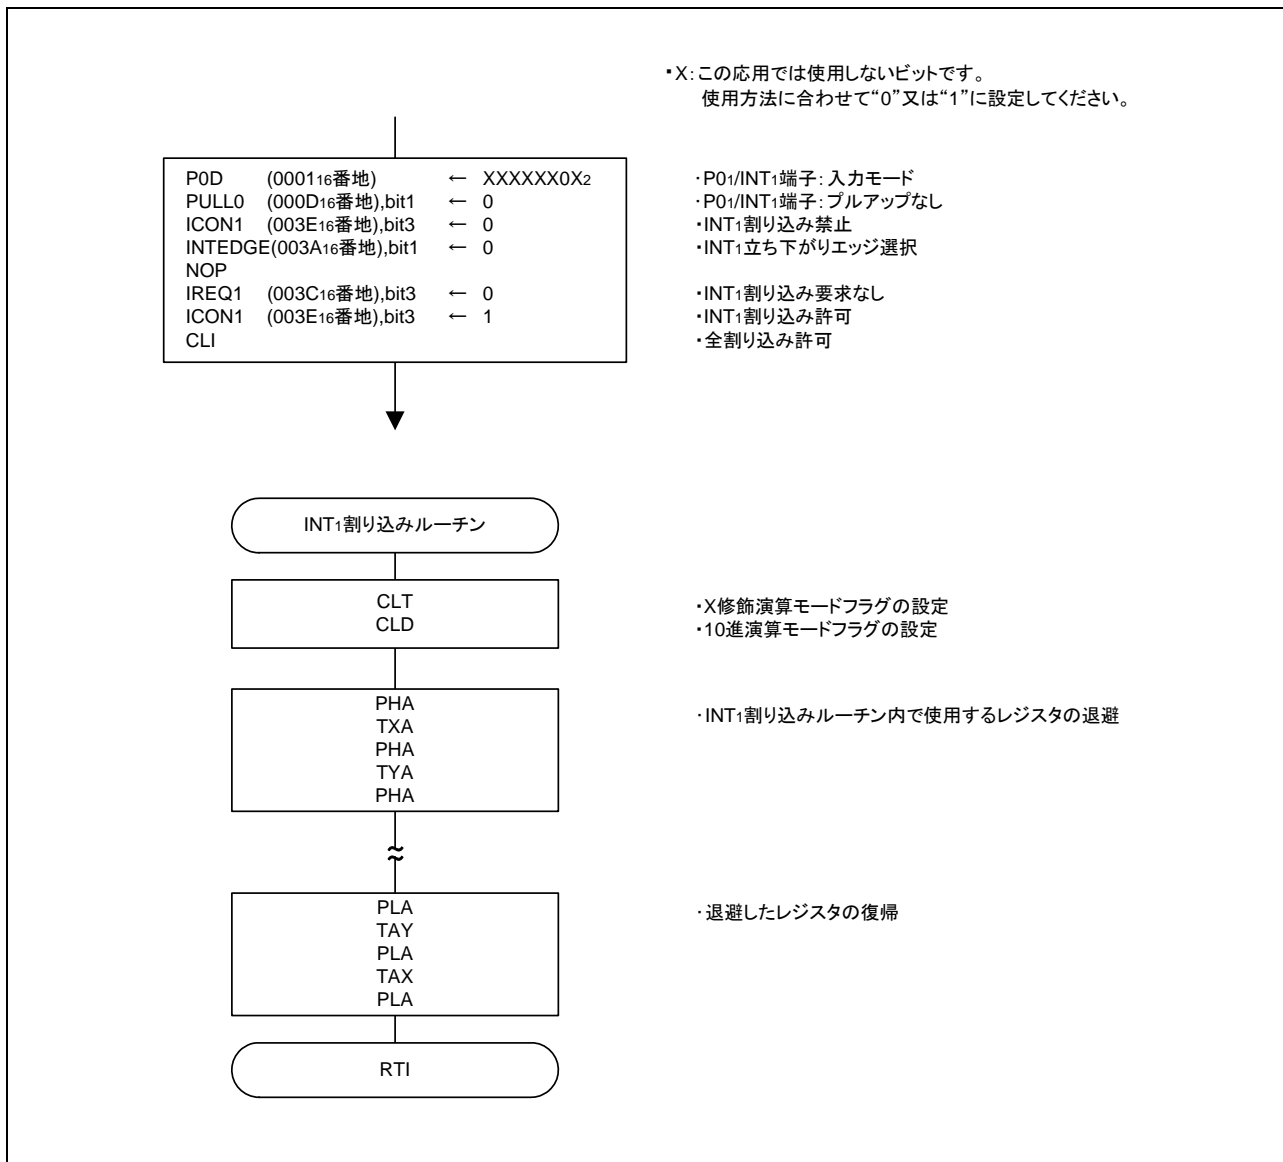 ・X:この応用では使用しないビットです。
使用方法に合わせて“0”又は“1”に設定してください。
P0D (000116番地) ← XXXXXX0X2 ・P01/INT1端子:入力モード
PULL0 (000D16番地),bit1 ← 0 ・P01/INT1端子:プルアップなし
ICON1 (003E16番地),bit3 ← 0 ・INT1割り込み禁止
INTEDGE(003A16番地),bit1 ← 0 ・INT1立ち下がりエッジ選択
NOP
IREQ1 (003C16番地),bit3 ← 0 ・INT1割り込み要求なし
ICON1 (003E16番地),bit3 ← 1 ・INT1割り込み許可
CLI ・全割り込み許可
INT1割り込みルーチン
CLT ・X修飾演算モードフラグの設定
CLD ・10進演算モードフラグの設定
PHA ・INT1割り込みルーチン内で使用するレジスタの退避
TXA
PHA
TYA
PHA
PLA ・退避したレジスタの復帰
TAY
PLA
TAX
PLA
RTI